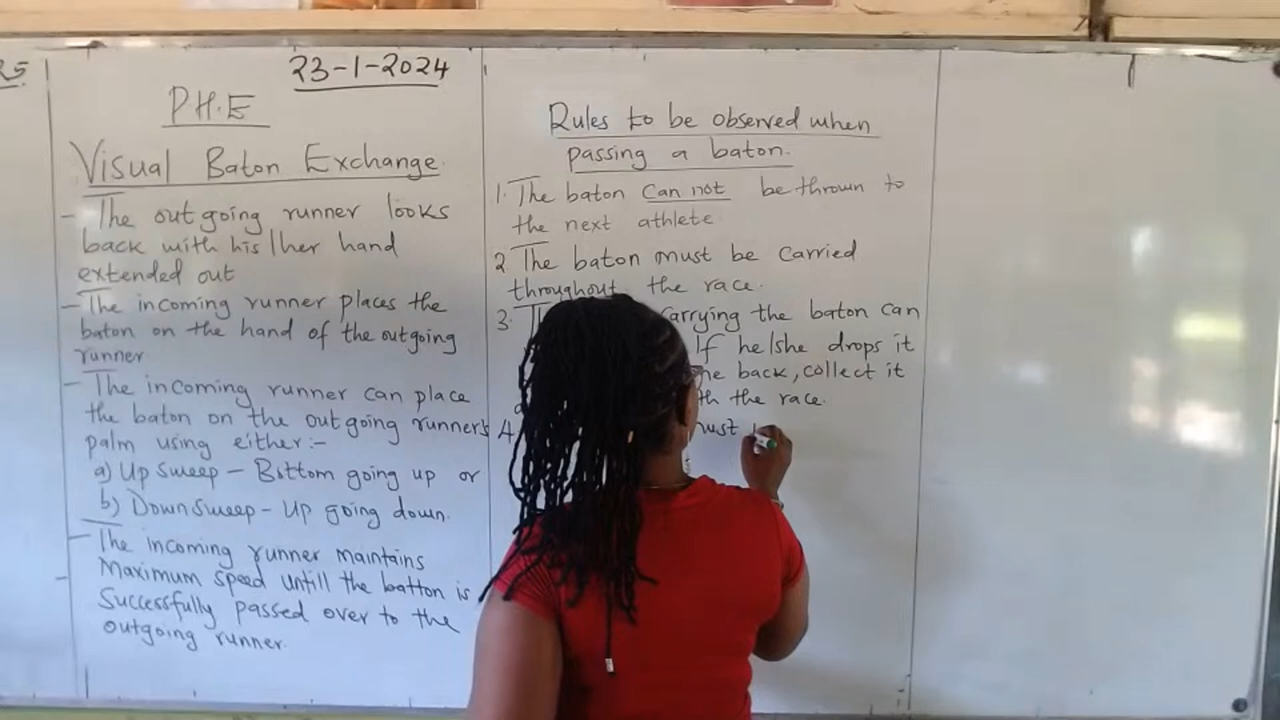 RS
23-1-2024
P.H.E
Visual Baton Exchange.
- The outgoing runner looks
back with his/her hand
extended out
- The incoming runner places the
baton on the hand of the outgoing
runner
- The incoming runner can place
the baton on the outgoing runner's
palm using either:-
a) Up Sweep - Bottom going up or
b) Down Sweep - Up going down.
- The incoming runner maintains
Maximum speed untill the batton is
Successfully passed over to the
outgoing runner.
Rules to be observed when
passing a baton.
1. The baton can not be thrown to
the next athlete
2 The baton must be carried
throughout the race.
3. carrying the baton can
If he/she drops it
back, collect it
the race.
4 must